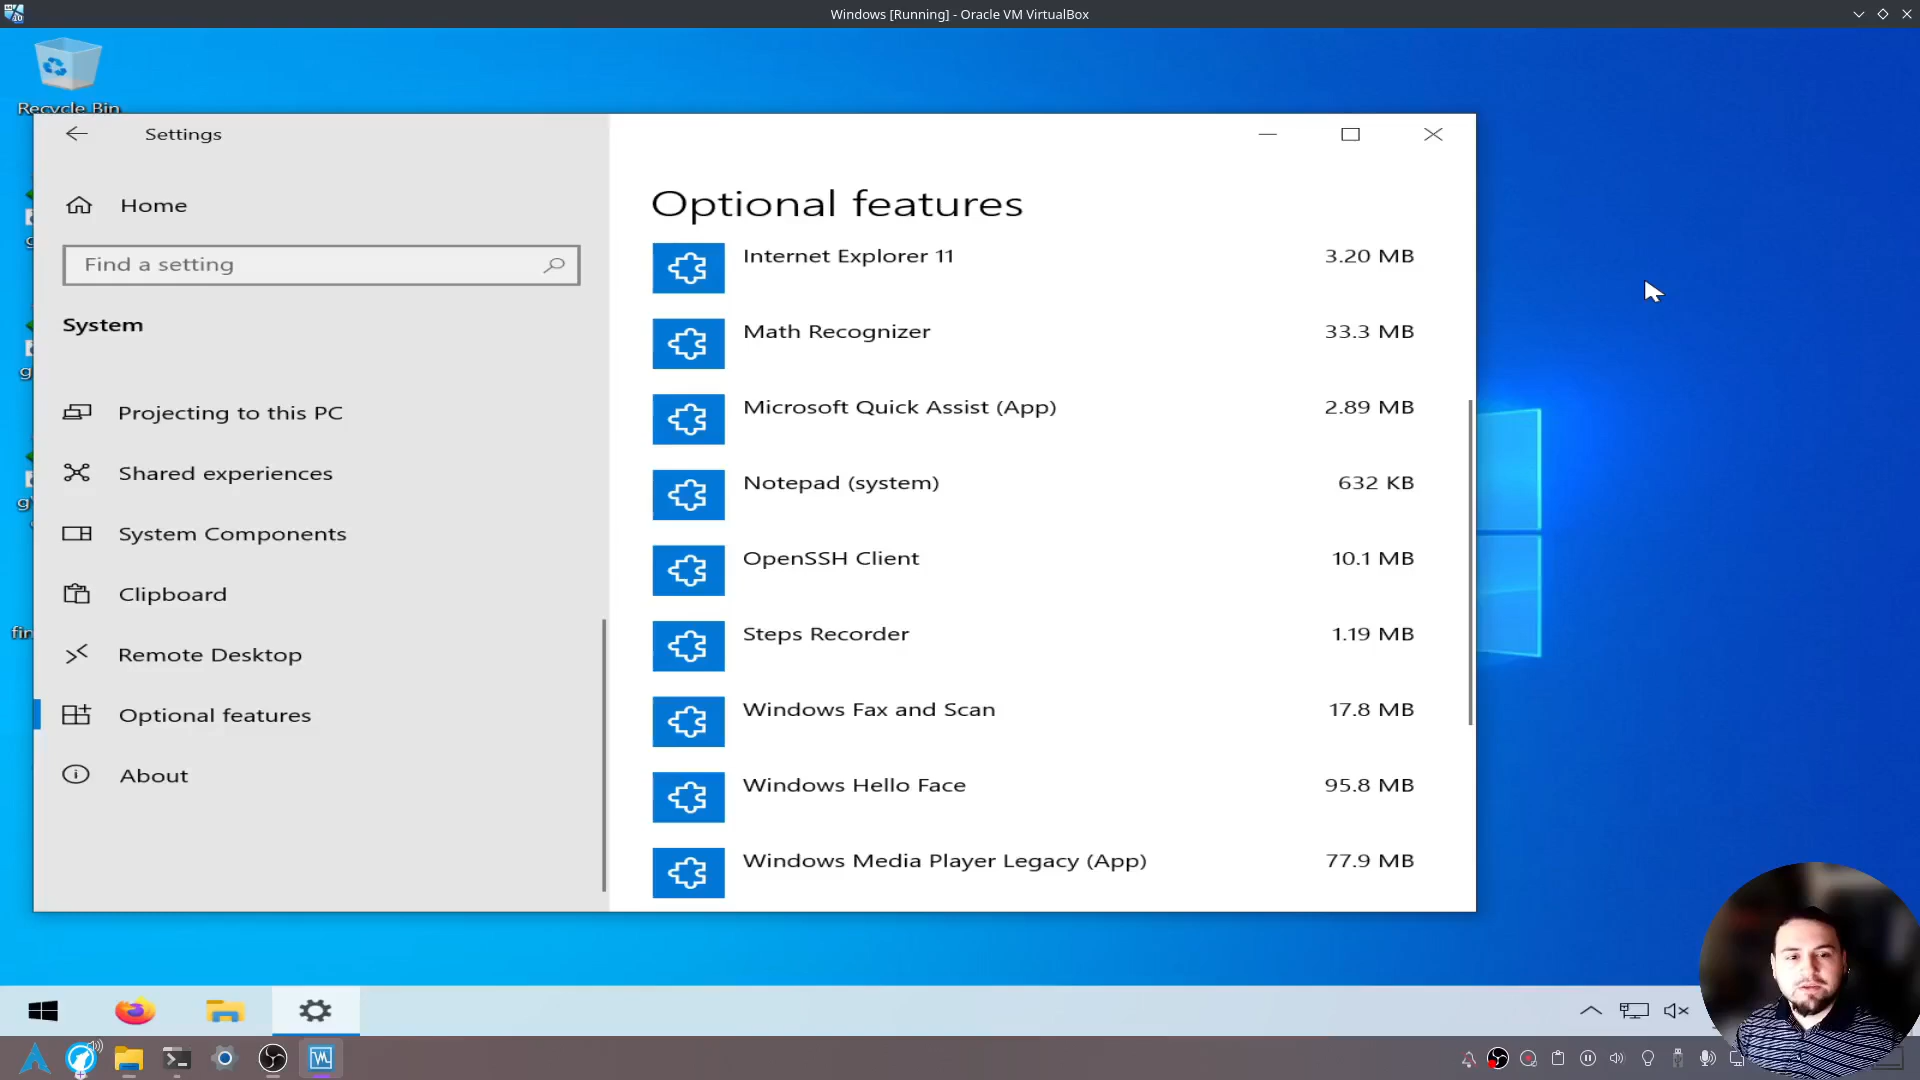 Windows [Running] - Oracle VM VirtualBox
Recycle Bin
Settings
Home
Find a setting
System
Projecting to this PC
Shared experiences
System Components
Clipboard
Remote Desktop
Optional features
About
Optional features
Internet Explorer 11 3.20 MB
Math Recognizer 33.3 MB
Microsoft Quick Assist (App) 2.89 MB
Notepad (system) 632 KB
OpenSSH Client 10.1 MB
Steps Recorder 1.19 MB
Windows Fax and Scan 17.8 MB
Windows Hello Face 95.8 MB
Windows Media Player Legacy (App) 77.9 MB